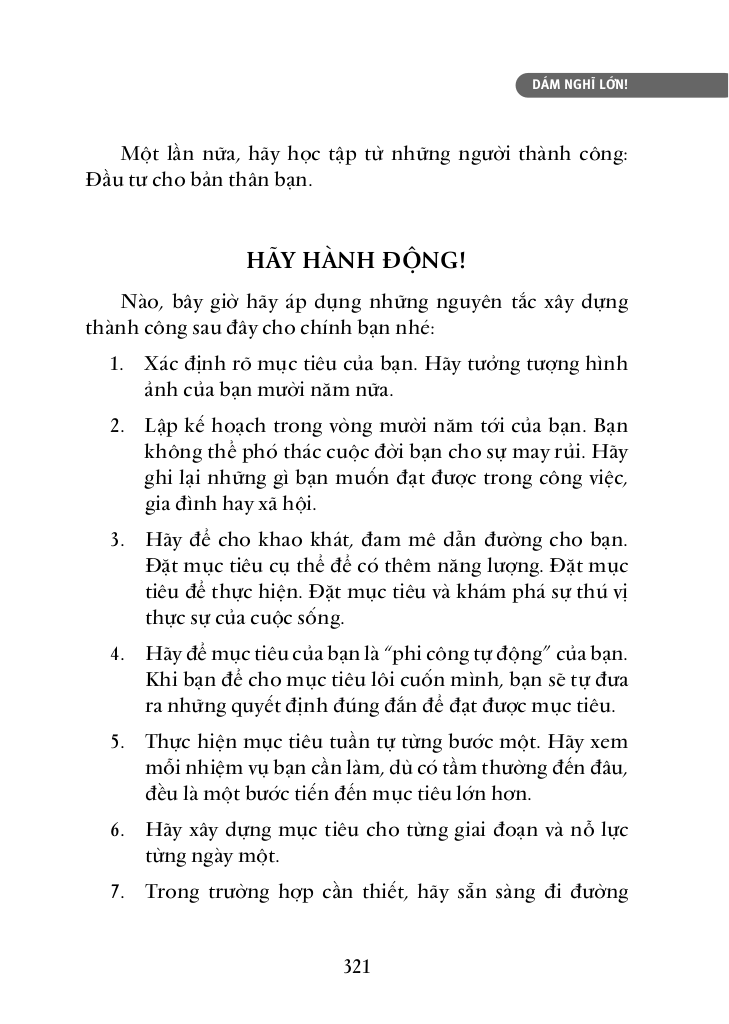 DÁM NGHĨ LỚN!
Một lần nữa, hãy học tập từ những người thành công:
Đầu tư cho bản thân bạn.
HÃY HÀNH ĐỘNG!
Nào, bây giờ hãy áp dụng những nguyên tắc xây dựng
thành công sau đây cho chính bạn nhé:
1. Xác định rõ mục tiêu của bạn. Hãy tưởng tượng hình
ảnh của bạn mười năm nữa.
2. Lập kế hoạch trong vòng mười năm tới của bạn. Bạn
không thể phó thác cuộc đời bạn cho sự may rủi. Hãy
ghi lại những gì bạn muốn đạt được trong công việc,
gia đình hay xã hội.
3. Hãy để cho khao khát, đam mê dẫn đường cho bạn.
Đặt mục tiêu cụ thể để có thêm năng lượng. Đặt mục
tiêu để thực hiện. Đặt mục tiêu và khám phá sự thú vị
thực sự của cuộc sống.
4. Hãy để mục tiêu của bạn là “phi công tự động” của bạn.
Khi bạn để cho mục tiêu lôi cuốn mình, bạn sẽ tự đưa
ra những quyết định đúng đắn để đạt được mục tiêu.
5. Thực hiện mục tiêu tuần tự từng bước một. Hãy xem
mỗi nhiệm vụ bạn cần làm, dù có tầm thường đến đâu,
đều là một bước tiến đến mục tiêu lớn hơn.
6. Hãy xây dựng mục tiêu cho từng giai đoạn và nỗ lực
từng ngày một.
7. Trong trường hợp cần thiết, hãy sẵn sàng đi đường
321